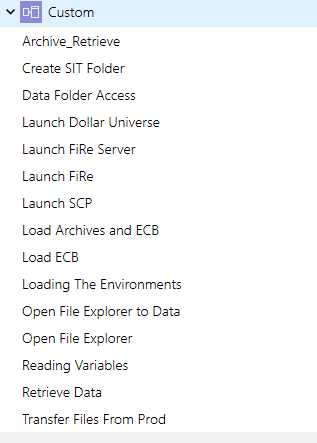 Custom
Archive_Retrieve
Create SIT Folder
Data Folder Access
Launch Dollar Universe
Launch FiRe Server
Launch FiRe
Launch SCP
Load Archives and ECB
Load ECB
Loading The Environments
Open File Explorer to Data
Open File Explorer
Reading Variables
Retrieve Data
Transfer Files From Prod